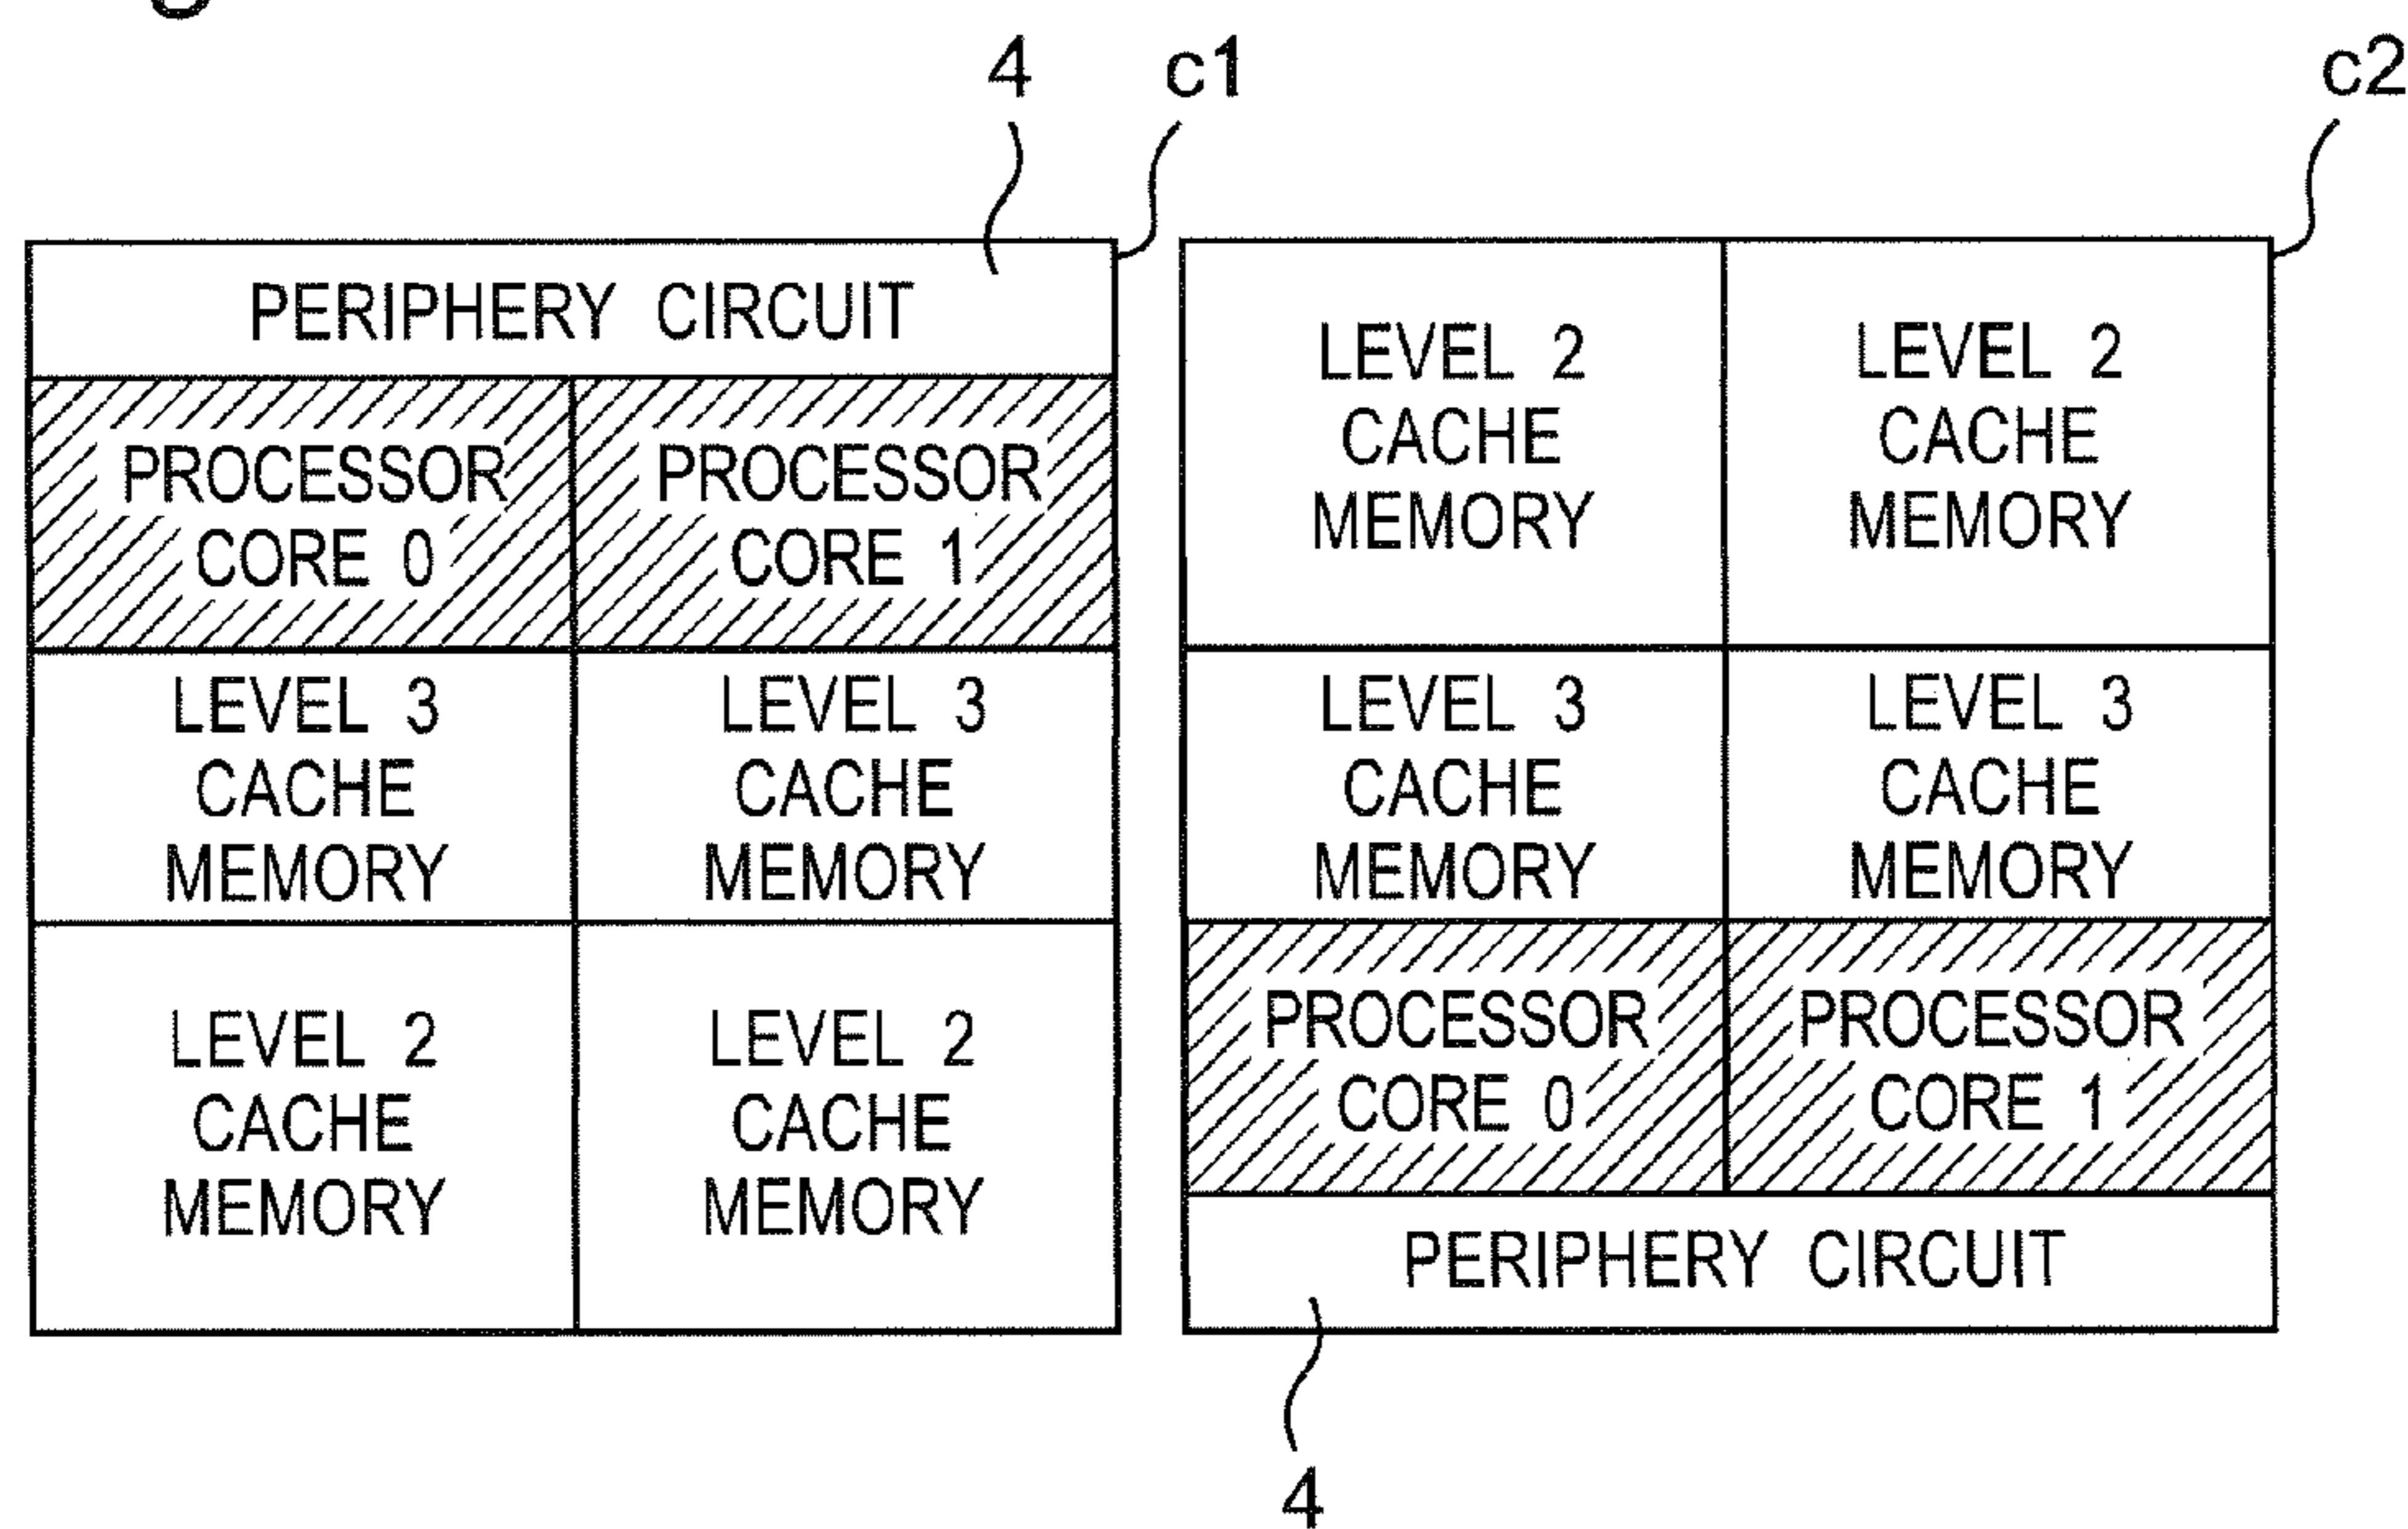 4
c1
c2
PERIPHERY CIRCUIT
PROCESSOR
CORE 0
PROCESSOR
CORE 1
LEVEL 3
CACHE
MEMORY
LEVEL 3
CACHE
MEMORY
LEVEL 2
CACHE
MEMORY
LEVEL 2
CACHE
MEMORY
LEVEL 2
CACHE
MEMORY
LEVEL 2
CACHE
MEMORY
LEVEL 3
CACHE
MEMORY
LEVEL 3
CACHE
MEMORY
PROCESSOR
CORE 0
PROCESSOR
CORE 1
PERIPHERY CIRCUIT
4